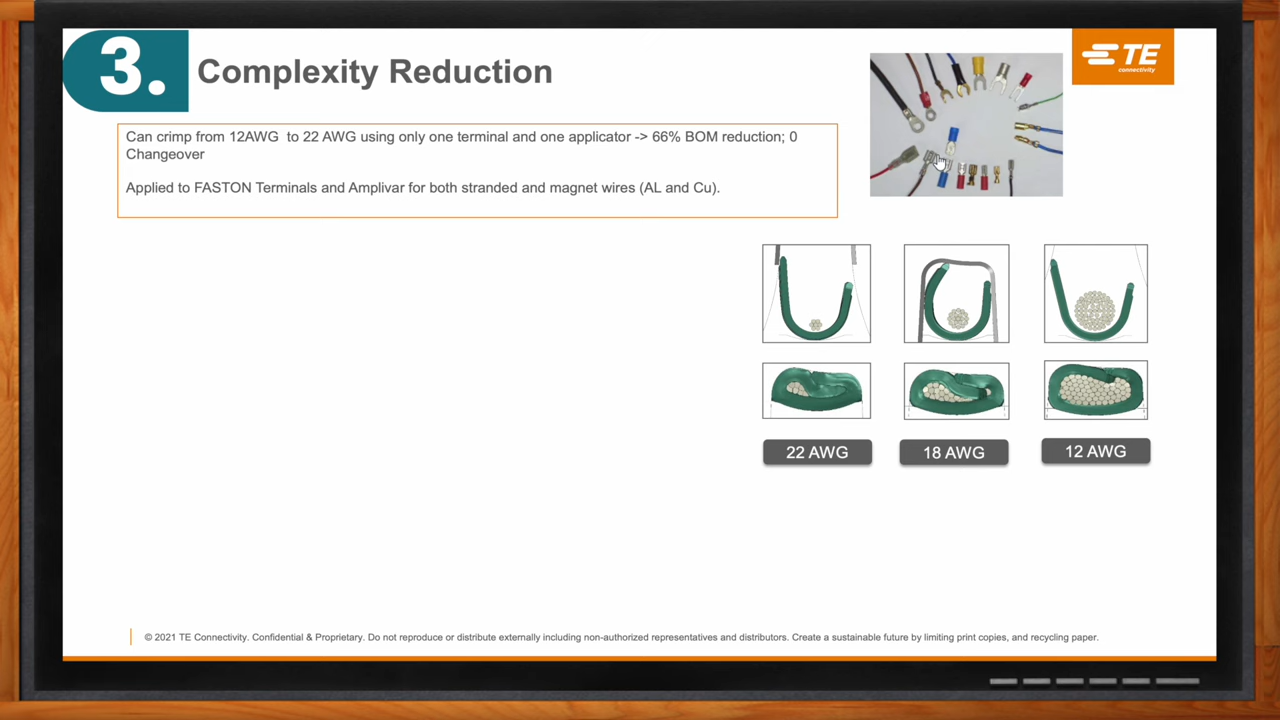 3.
Complexity Reduction
TE
connectivity
Can crimp from 12AWG to 22 AWG using only one terminal and one applicator -> 66% BOM reduction; 0
Changeover
Applied to FASTON Terminals and Amplivar for both stranded and magnet wires (AL and Cu).
22 AWG
18 AWG
12 AWG
© 2021 TE Connectivity. Confidential & Proprietary. Do not reproduce or distribute externally including non-authorized representatives and distributors. Create a sustainable future by limiting print copies, and recycling paper.